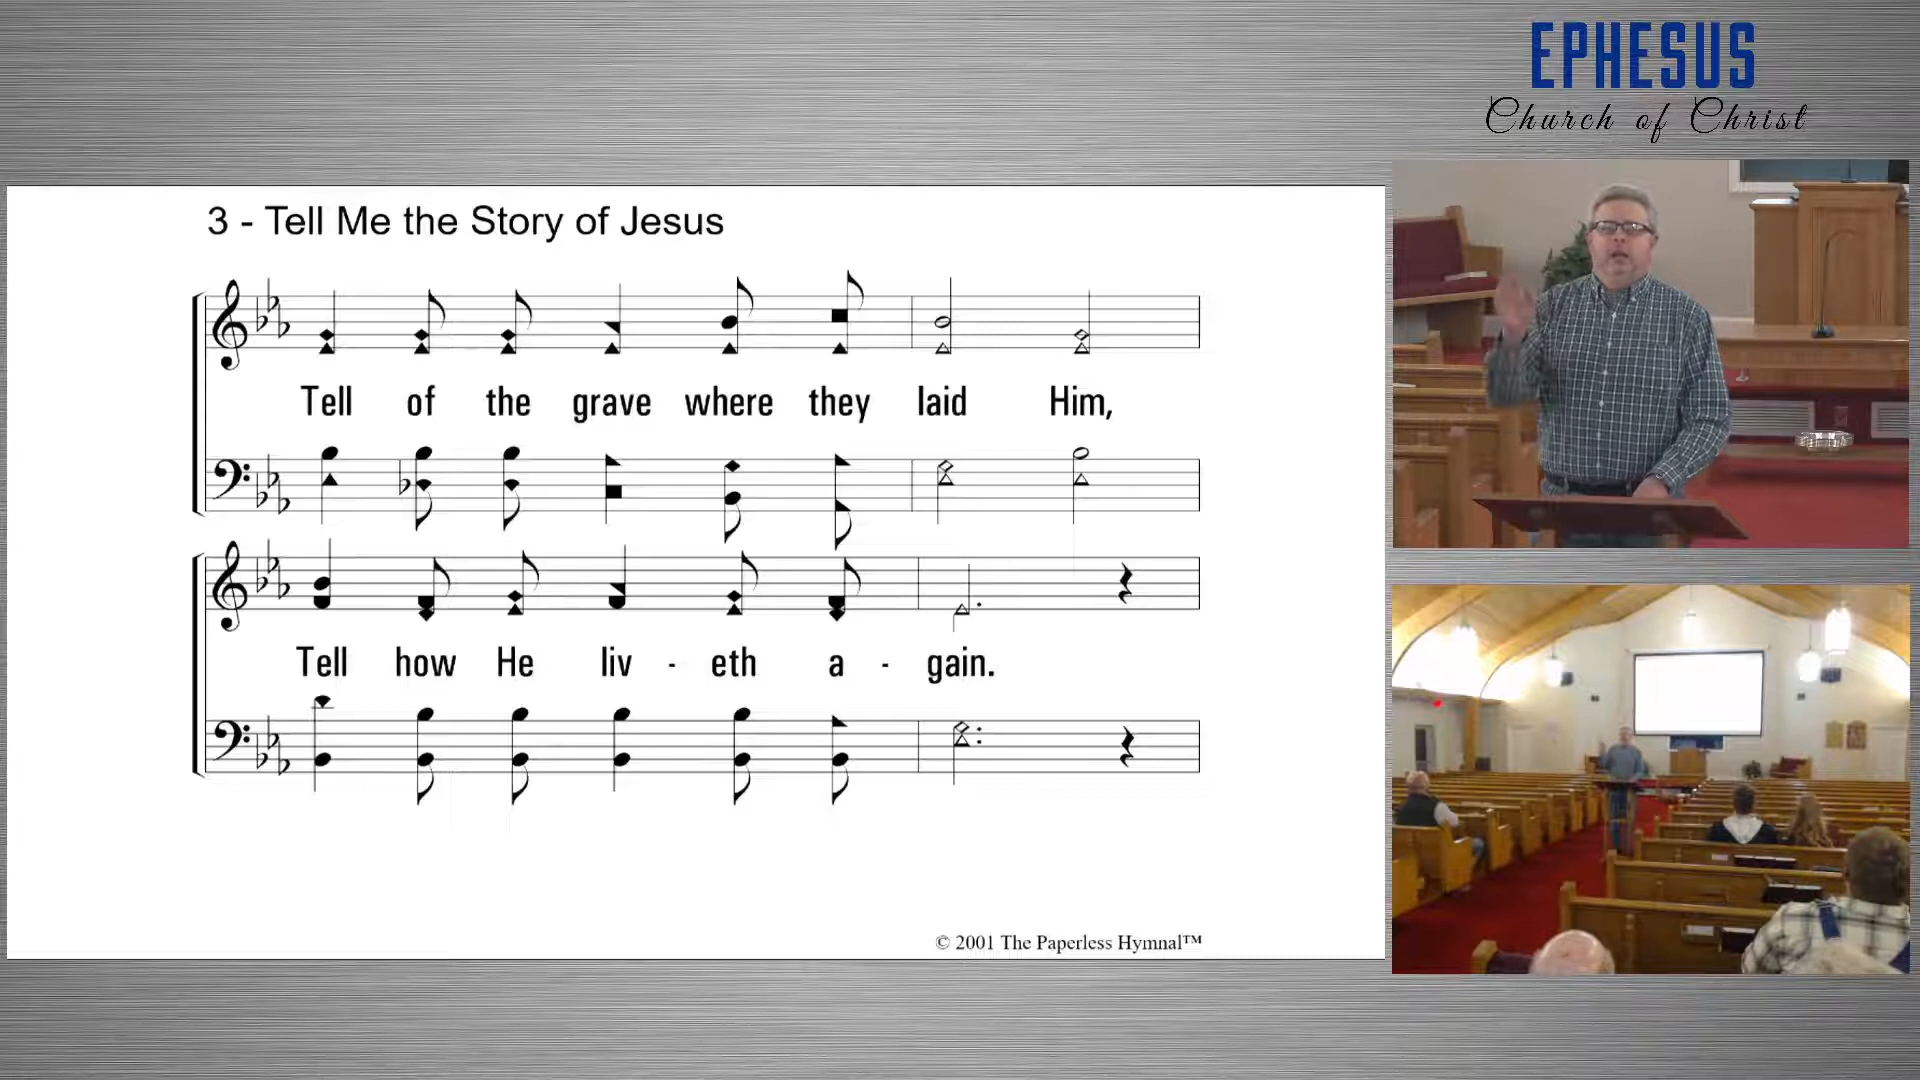 EPHESUS
Church of Christ
3 - Tell Me the Story of Jesus
Tell of the grave where they laid Him,
Tell how He liv - eth a - gain.
© 2001 The Paperless Hymnal™